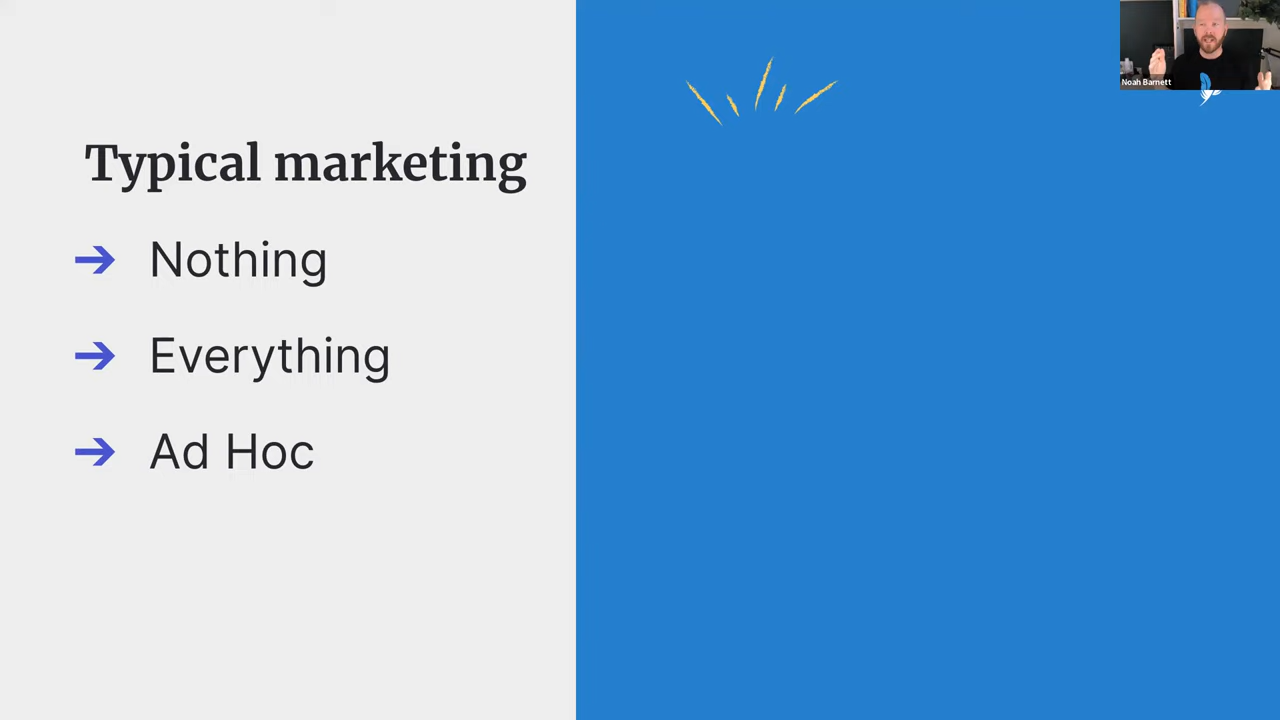 Noah Barnett
Typical marketing
➔ Nothing
➔ Everything
➔ Ad Hoc